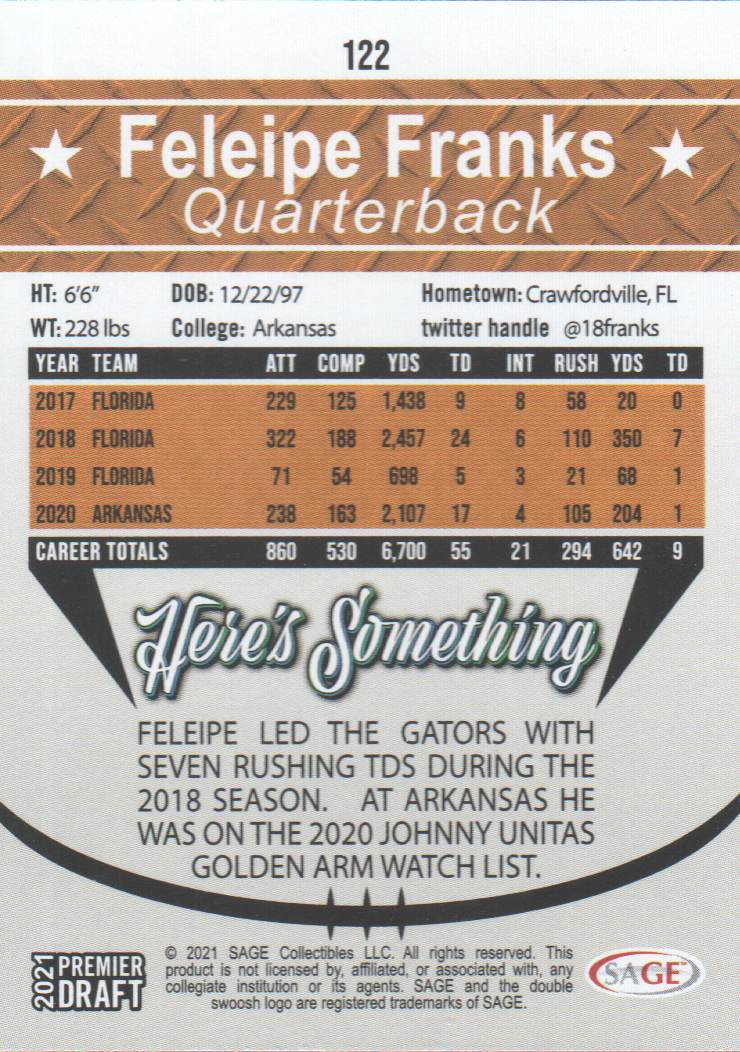 122
Feleipe Franks
Quarterback
HT: 6'6" DOB: 12/22/97 Hometown: Crawfordville, FL
WT: 228 lbs College: Arkansas twitter handle @18franks
YEAR TEAM ATT COMP YDS TD INT RUSH YDS TD
2017 FLORIDA 229 125 1,438 9 8 58 20 0
2018 FLORIDA 322 188 2,457 24 6 110 350 7
2019 FLORIDA 71 54 698 5 3 21 68 1
2020 ARKANSAS 238 163 2,107 17 4 105 204 1
CAREER TOTALS 860 530 6,700 55 21 294 642 9
Here's Something
FELEIPE LED THE GATORS WITH
SEVEN RUSHING TDS DURING THE
2018 SEASON. AT ARKANSAS HE
WAS ON THE 2020 JOHNNY UNITAS
GOLDEN ARM WATCH LIST.
2021 PREMIER
DRAFT
© 2021 SAGE Collectibles LLC. All rights reserved. This
product is not licensed by, affiliated, or associated with, any
collegiate institution or its agents. SAGE and the double
swoosh logo are registered trademarks of SAGE.
SAGE™